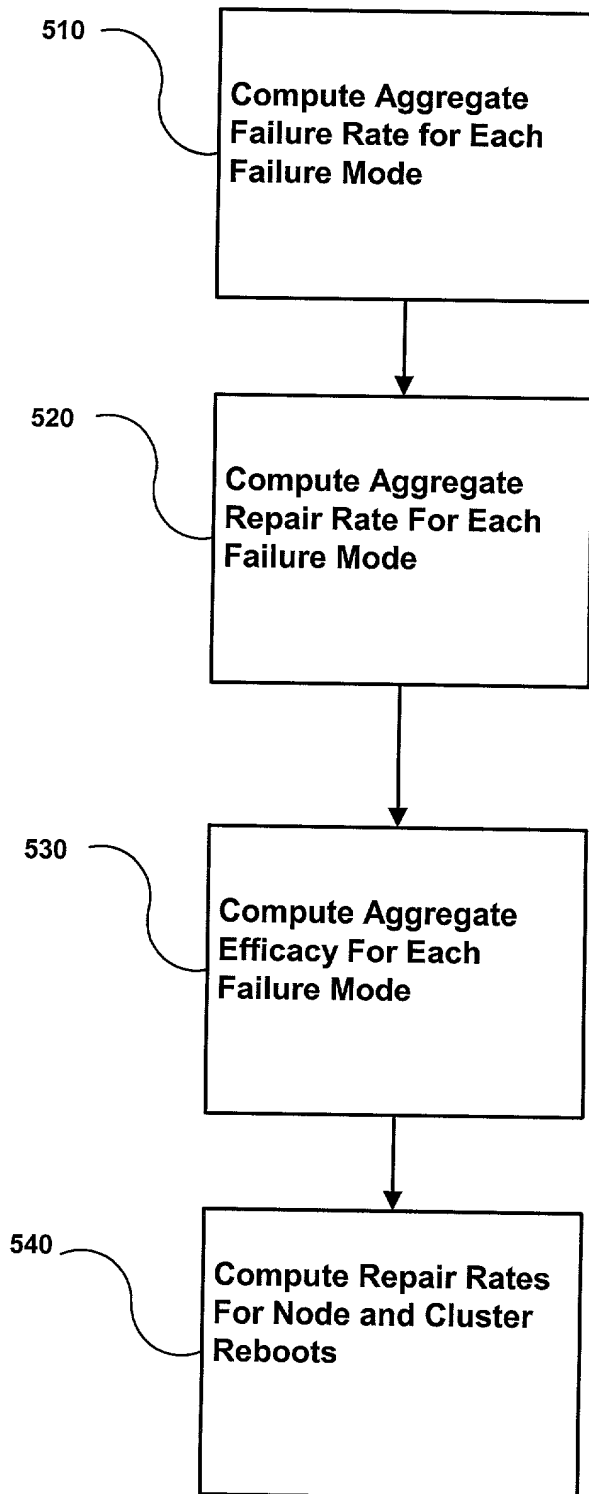 510
Compute Aggregate
Failure Rate for Each
Failure Mode
520
Compute Aggregate
Repair Rate For Each
Failure Mode
530
Compute Aggregate
Efficacy For Each
Failure Mode
540
Compute Repair Rates
For Node and Cluster
Reboots